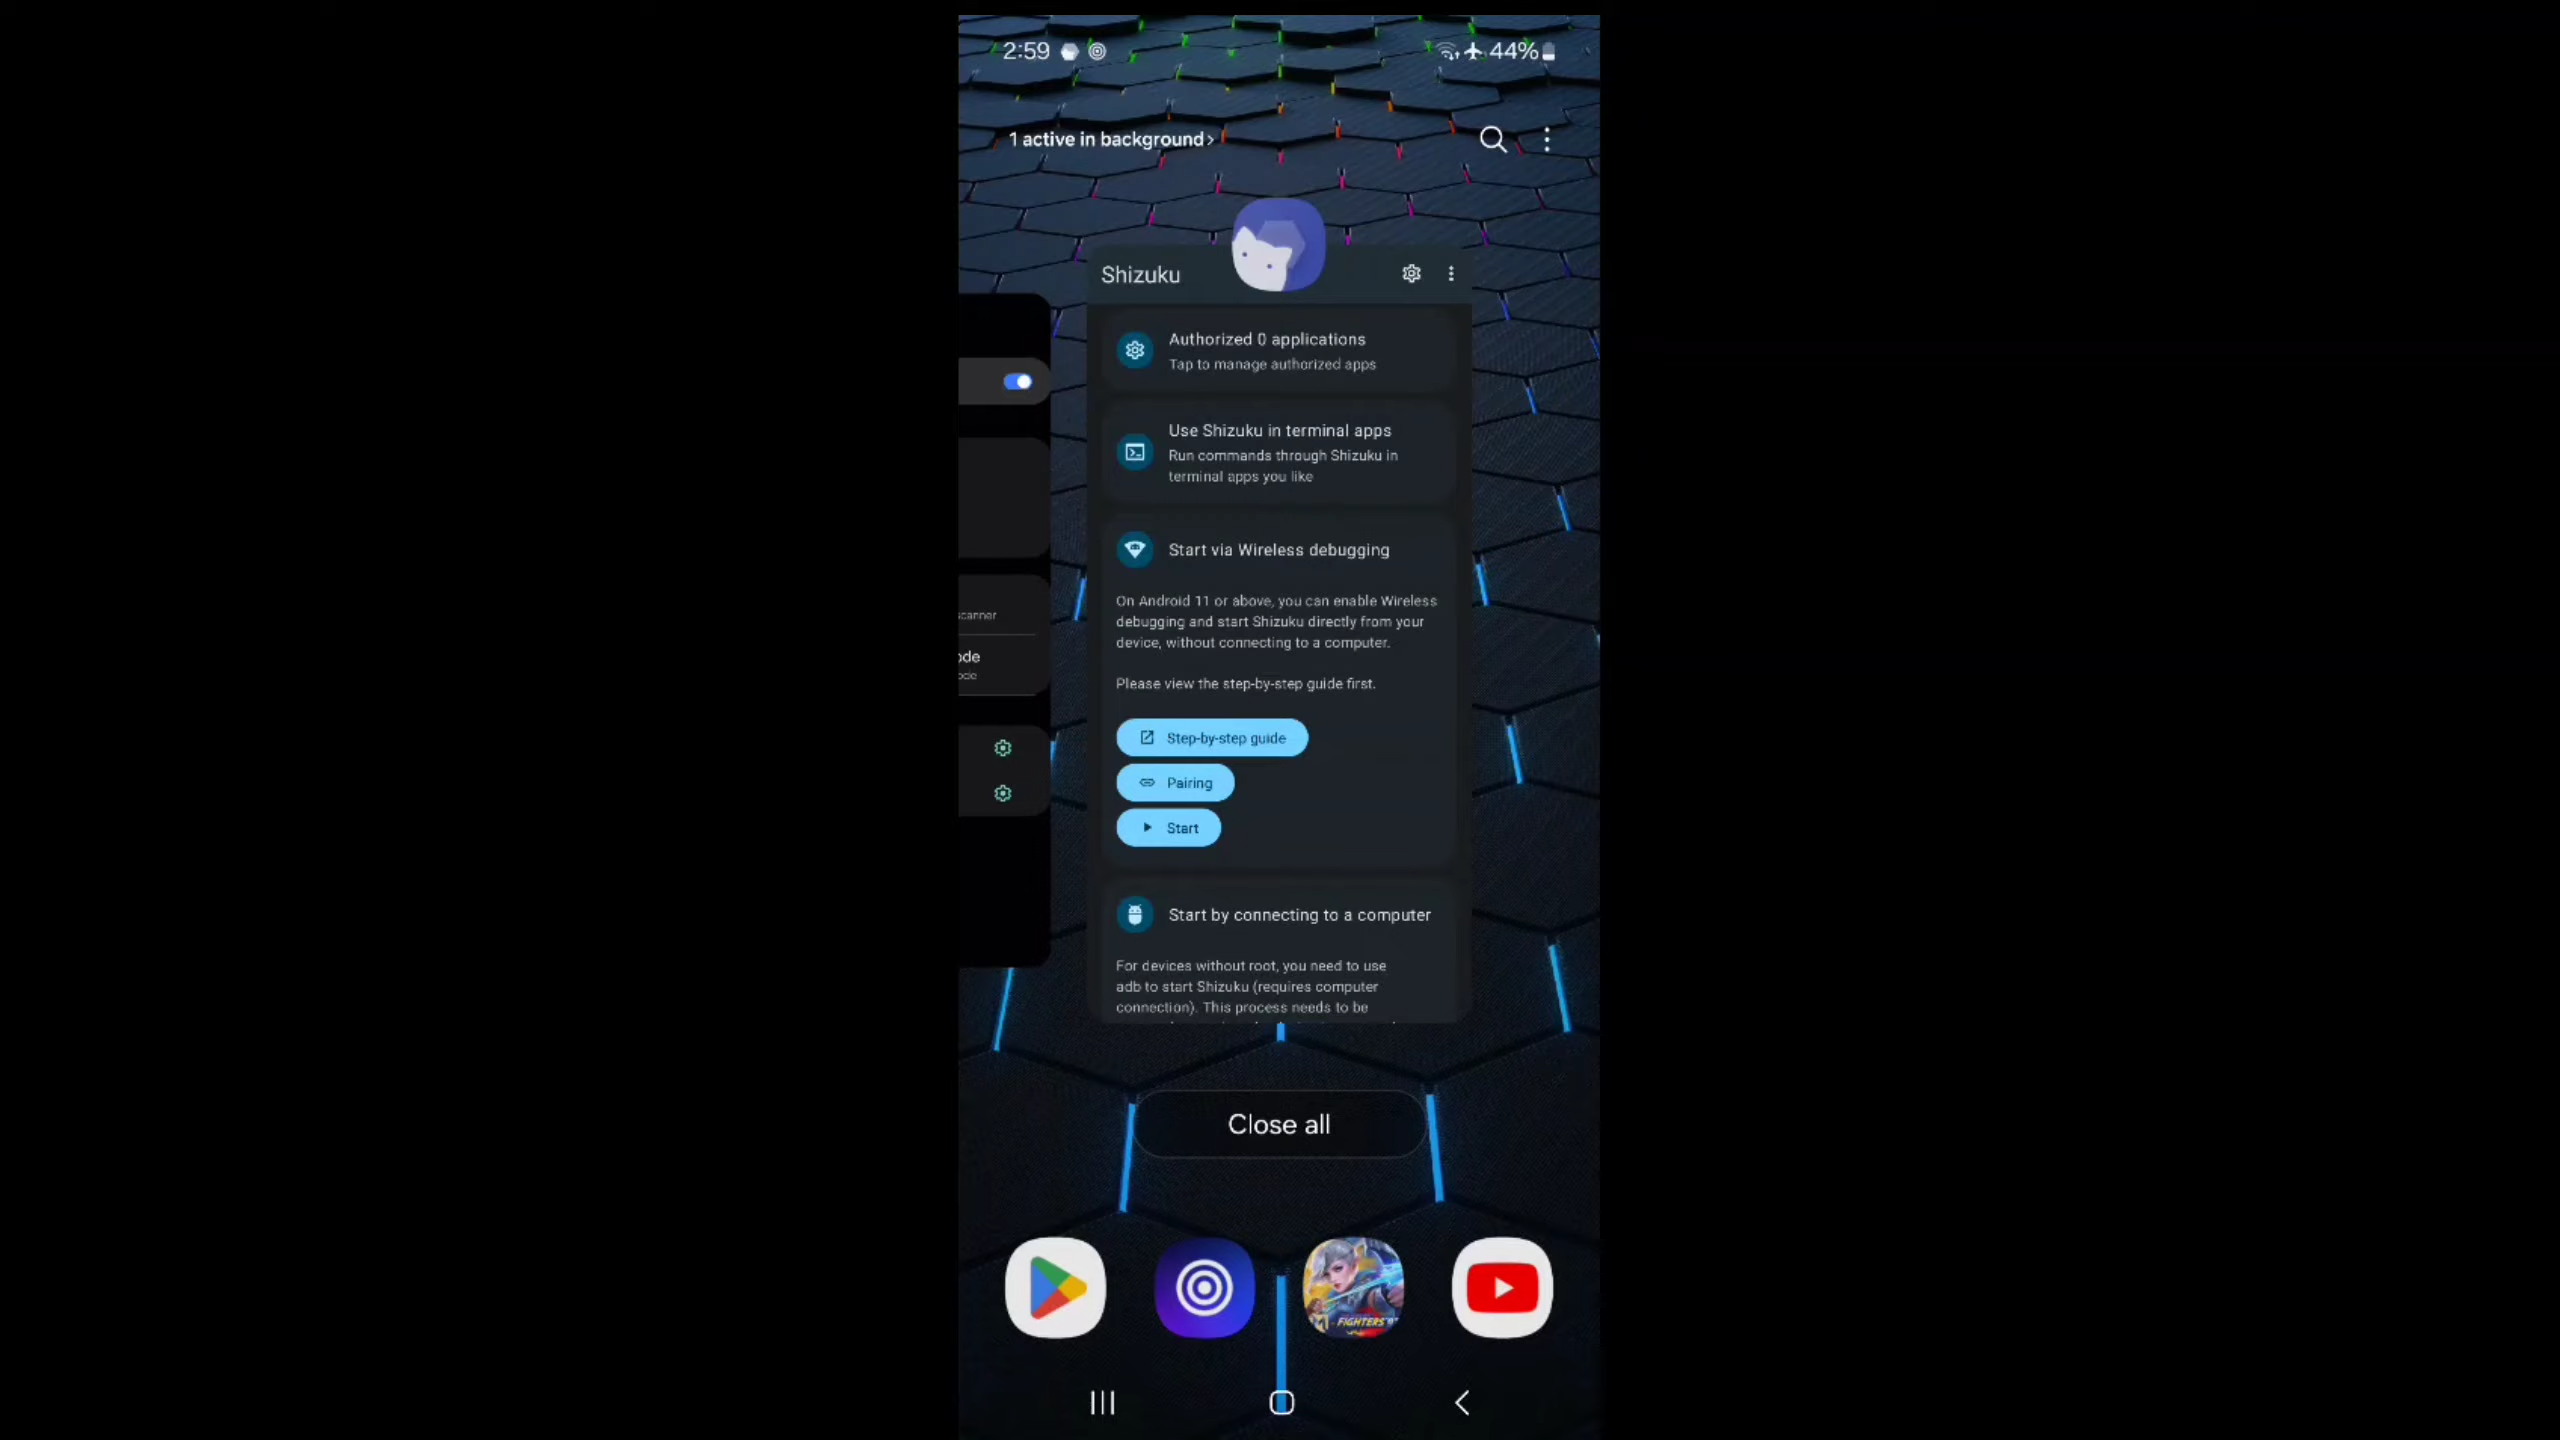 2:59
44%
1 active in background
Shizuku
Authorized 0 applications
Tap to manage authorized apps
Use Shizuku in terminal apps
Run commands through Shizuku in
terminal apps you like
Start via Wireless debugging
On Android 11 or above, you can enable Wireless
debugging and start Shizuku directly from your
device, without connecting to a computer.
Please view the step-by-step guide first.
Step-by-step guide
Pairing
Start
Start by connecting to a computer
For devices without root, you need to use
adb to start Shizuku (requires computer
connection). This process needs to be
scanner
ode
ode
Close all
FIGHTERS